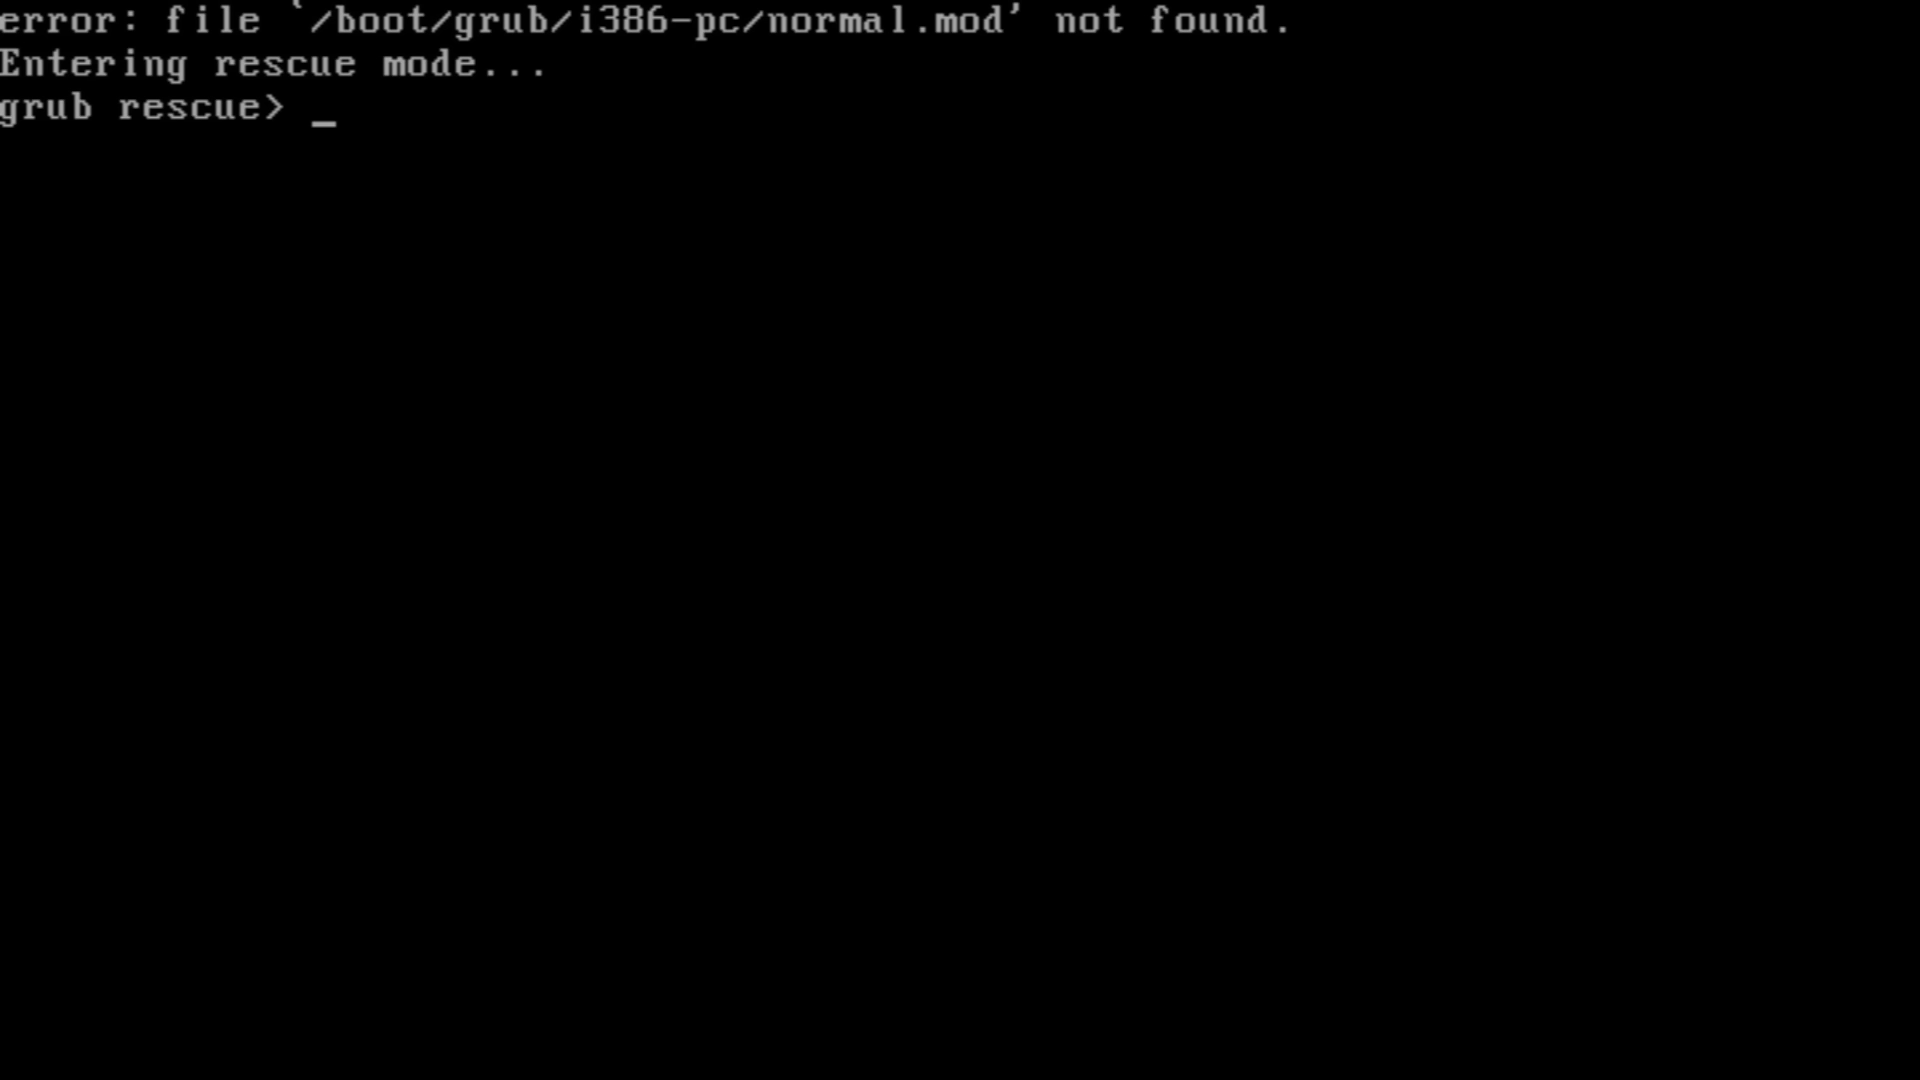 error: file `/boot/grub/i386-pc/normal.mod' not found.
Entering rescue mode...
grub rescue> _